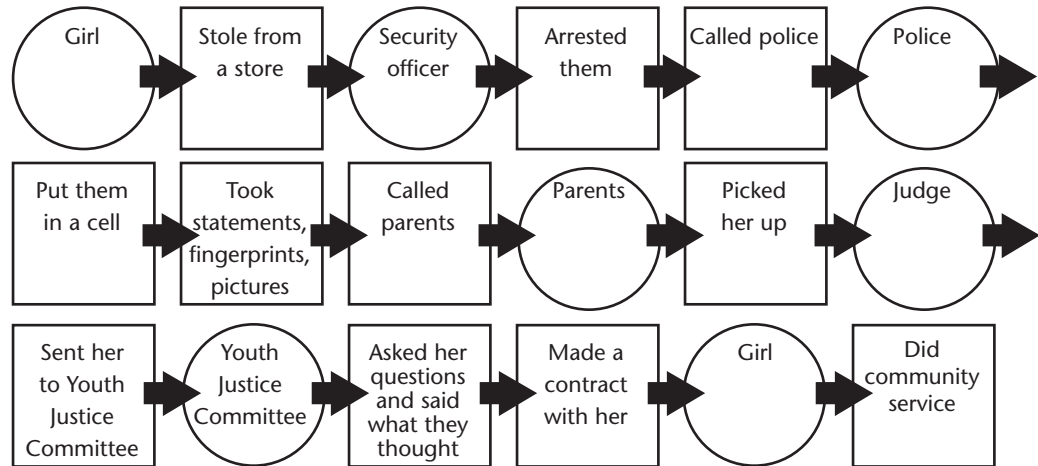 Girl
Stole from
a store
Security
officer
Arrested
them
Called police
Police
Put them
in a cell
Took
statements,
fingerprints,
pictures
Called
parents
Parents
Picked
her up
Judge
Sent her
to Youth
Justice
Committee
Youth
Justice
Committee
Asked her
questions
and said
what they
thought
Made a
contract
with her
Girl
Did
community
service